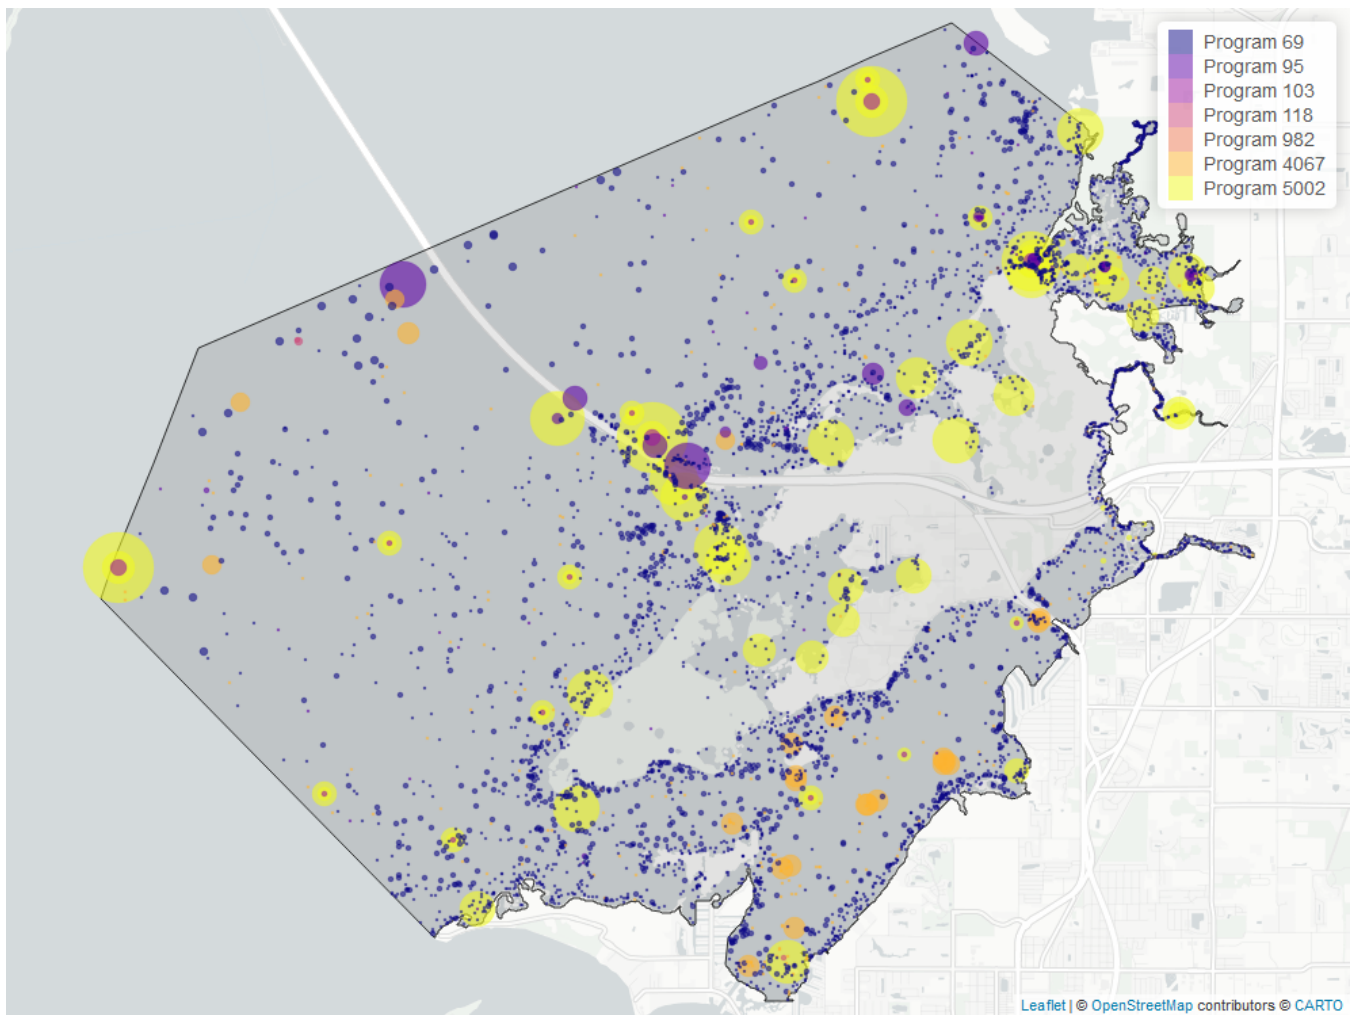 Program 69
Program 95
Program 103
Program 118
Program 982
Program 4067
Program 5002
Leaflet | © OpenStreetMap contributors © CARTO